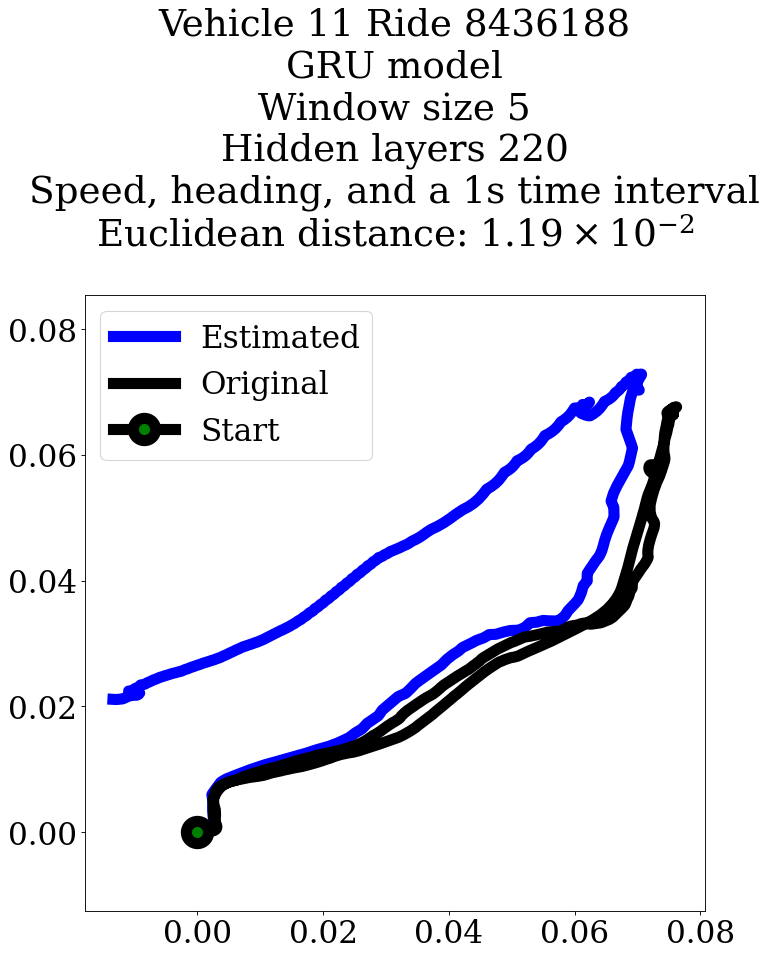 Vehicle 11 Ride 8436188
GRU model
Window size 5
Hidden layers 220
Speed, heading, and a 1s time interval
Euclidean distance: 1.19 × 10⁻²
Estimated
Original
Start
0.08
0.06
0.04
0.02
0.00
0.00 0.02 0.04 0.06 0.08